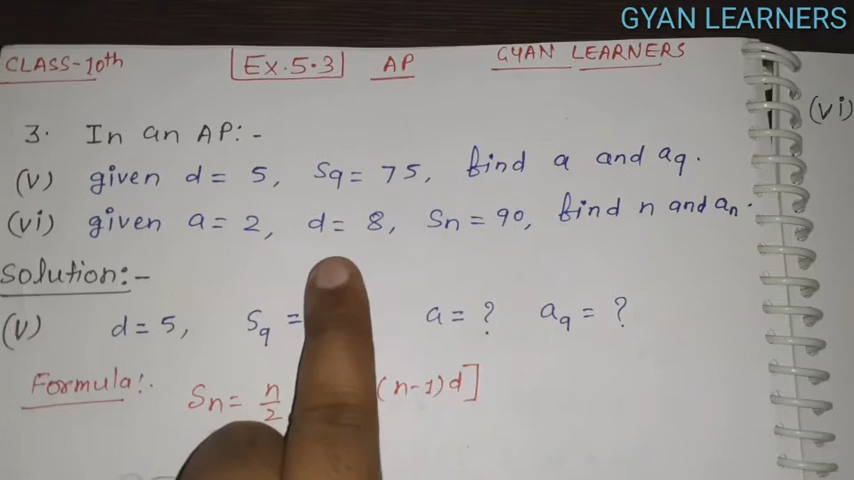 GYAN LEARNERS
CLASS-10th Ex.5.3 AP GYAN LEARNERS
(vi)
3. In an AP:-
(V) given d = 5, S9 = 75, find a and a9.
(vi) given a = 2, d = 8, Sn = 90, find n and an.
Solution:-
(V) d = 5, S9 = a = ? a9 = ?
Formula:. Sn = n/2 (n-1)d]